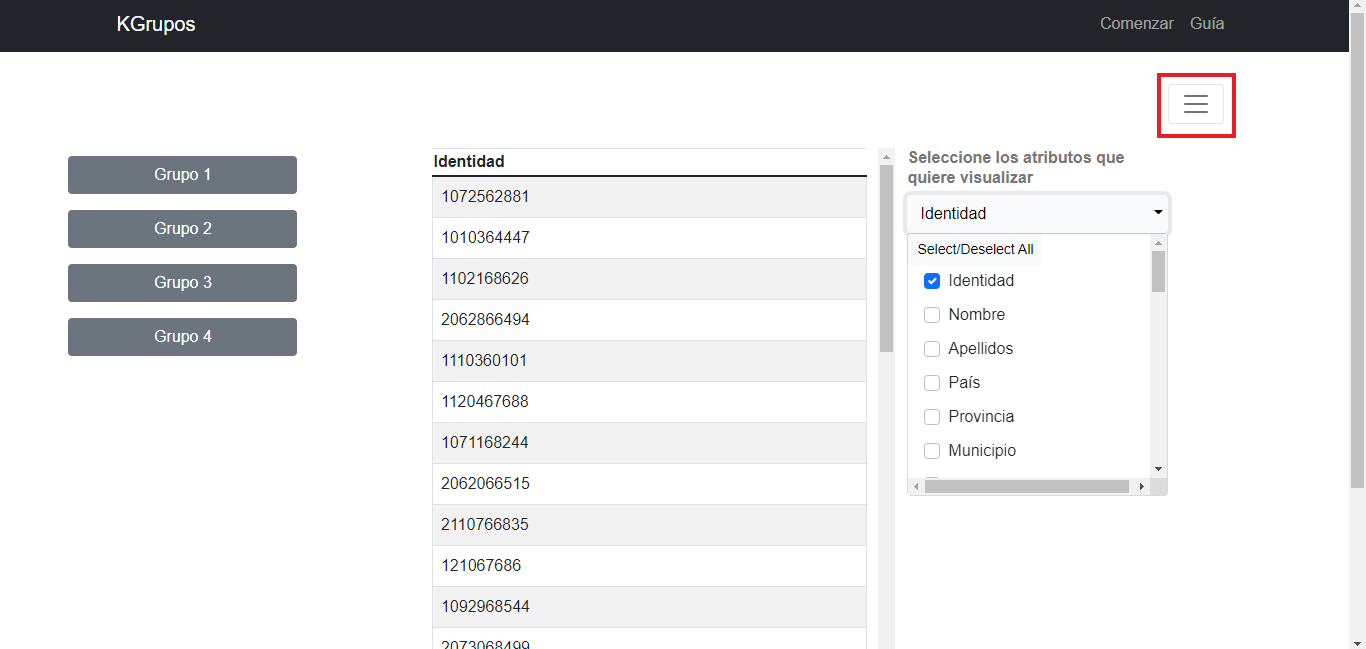 KGrupos
Comenzar Guía
Grupo 1
Grupo 2
Grupo 3
Grupo 4
Identidad
1072562881
1010364447
1102168626
2062866494
1110360101
1120467688
1071168244
2062066515
2110766835
121067686
1092968544
2073068499
Seleccione los atributos que
quiere visualizar
Identidad
Select/Deselect All
Identidad
Nombre
Apellidos
País
Provincia
Municipio